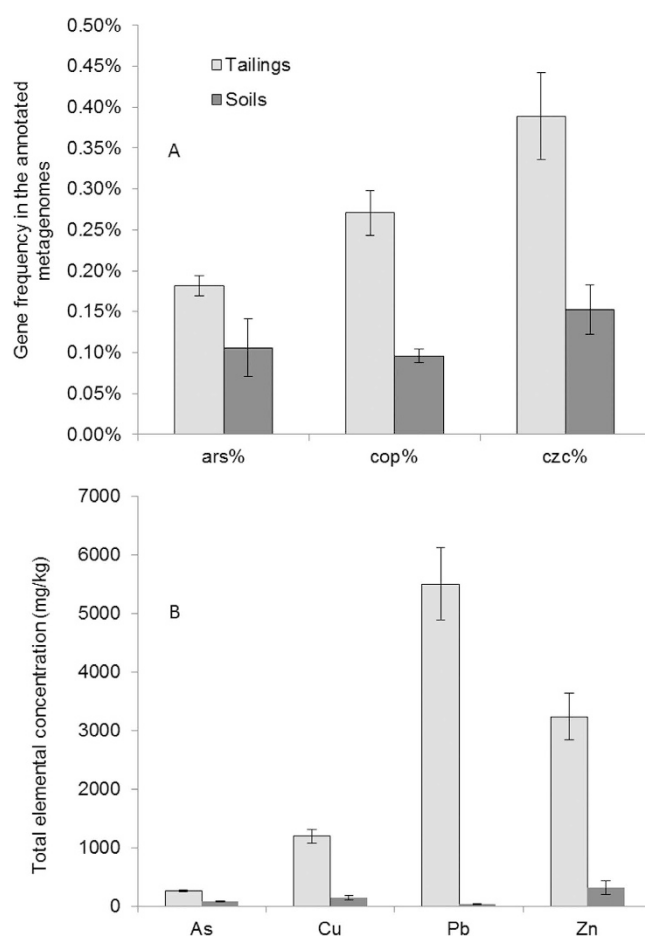 0.50%
0.45%
0.40%
0.35%
0.30%
0.25%
0.20%
0.15%
0.10%
0.05%
0.00%
Gene frequency in the annotated
metagenomes
Tailings
Soils
A
ars%
cop%
czc%
7000
6000
5000
4000
3000
2000
1000
0
Total elemental concentration (mg/kg)
B
As
Cu
Pb
Zn